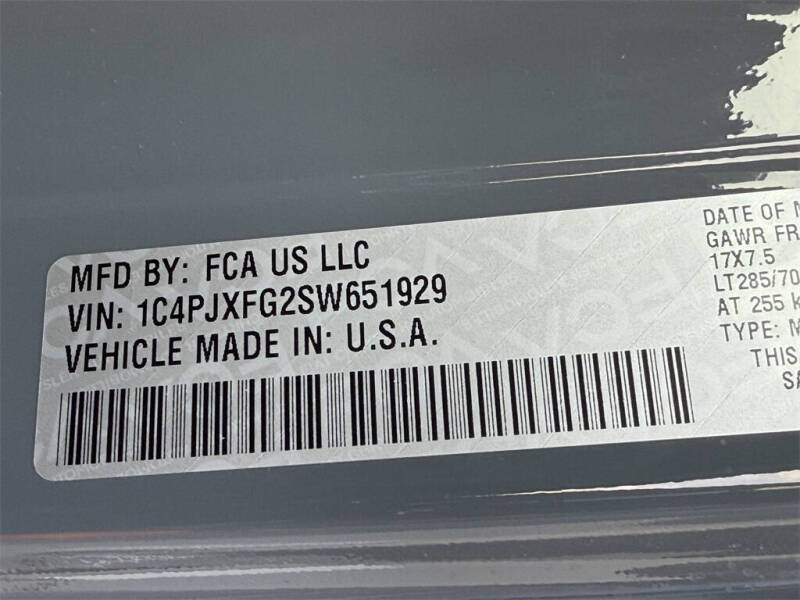 MFD BY: FCA US LLC
VIN: 1C4PJXFG2SW651929
VEHICLE MADE IN: U.S.A.
DATE OF
GAWR FR
17X7.5
LT285/70
AT 255 k
TYPE: M
THIS